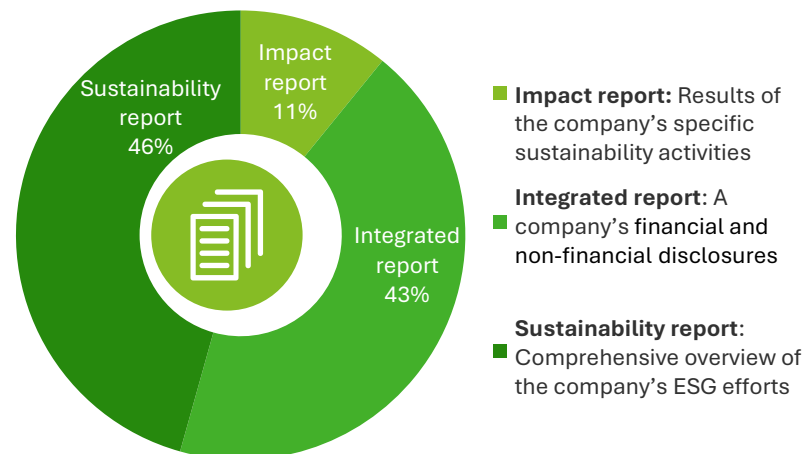 Impact
report
11%
Sustainability
report
46%
Integrated
report
43%
Impact report: Results of
the company’s specific
sustainability activities
Integrated report: A
company’s financial and
non-financial disclosures
Sustainability report:
Comprehensive overview of
the company’s ESG efforts